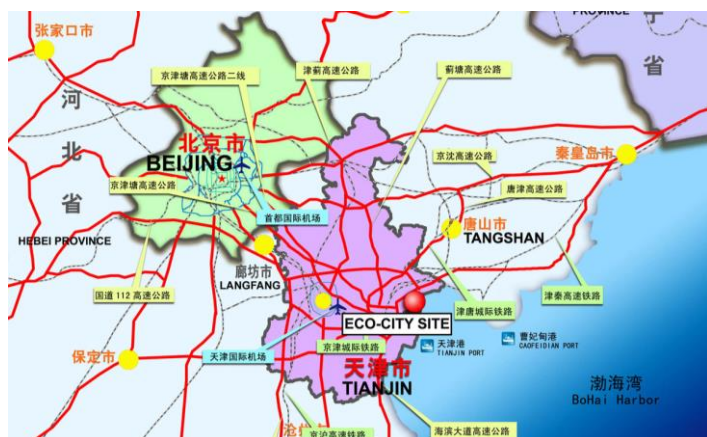 PROVINCE
宁
省
张家口市
京津塘高速公路二线
津蓟高速公路
蓟塘高速公路
河
北
省
北京市
BEIJING
京沈高速公路
秦皇岛市
京津塘高速公路
唐津高速公路
首都国际机场
唐山市
TANGSHAN
HEBEI PROVINCE
廊坊市
LANGFANG
国道112高速公路
津唐城际铁路
津秦高速铁路
ECO-CITY SITE
天津国际机场
京津城际铁路
天津港
TIANJIN PORT
曹妃甸港
CAOFEIDIAN PORT
保定市
天津市
TIANJIN
渤海湾
BoHai Harbor
京沪高速铁路
海滨大道高速公路